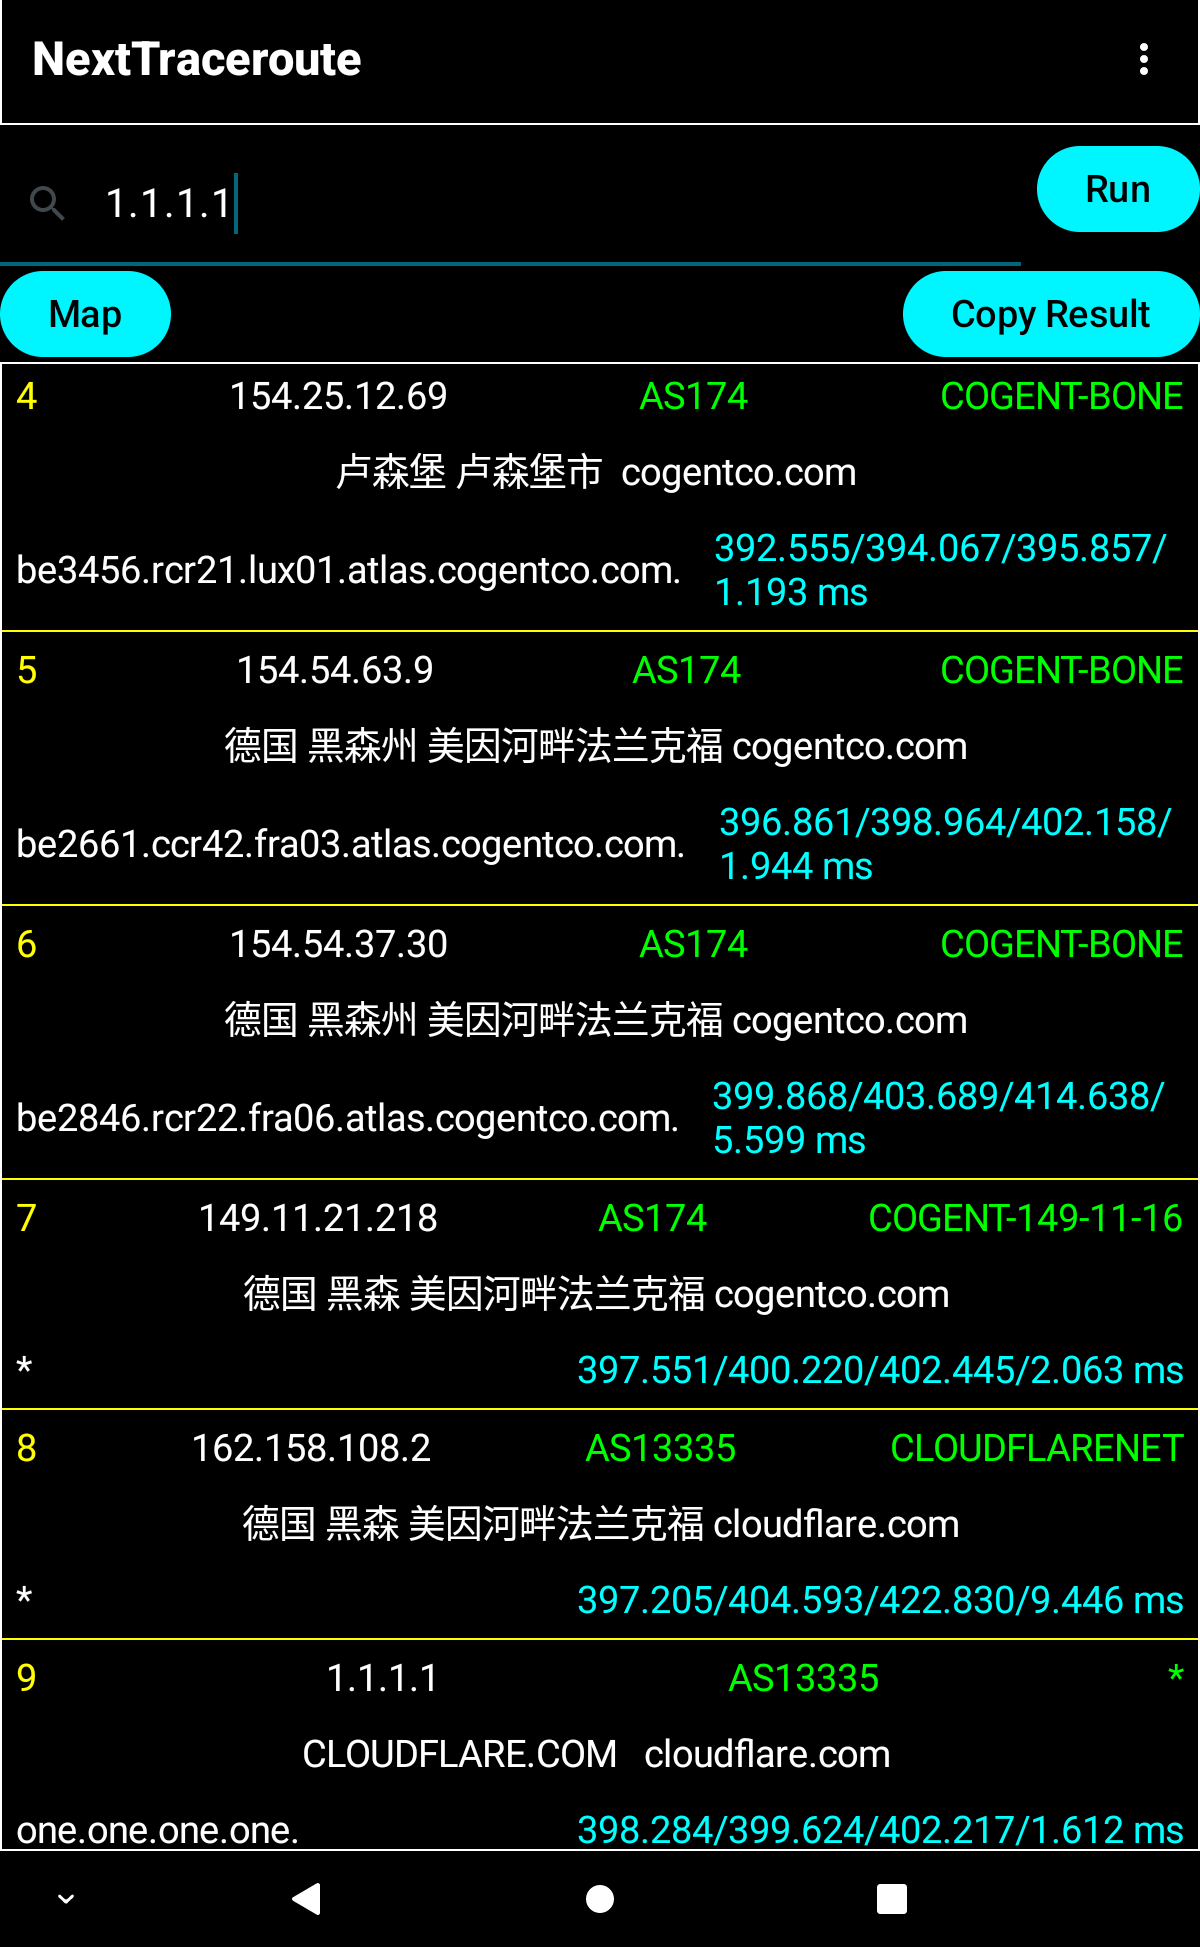 NextTraceroute
1.1.1.1
Run
Map
Copy Result
4 154.25.12.69 AS174 COGENT-BONE
卢森堡 卢森堡市 cogentco.com
be3456.rcr21.lux01.atlas.cogentco.com. 392.555/394.067/395.857/
1.193 ms
5 154.54.63.9 AS174 COGENT-BONE
德国 黑森州 美因河畔法兰克福 cogentco.com
be2661.ccr42.fra03.atlas.cogentco.com. 396.861/398.964/402.158/
1.944 ms
6 154.54.37.30 AS174 COGENT-BONE
德国 黑森州 美因河畔法兰克福 cogentco.com
be2846.rcr22.fra06.atlas.cogentco.com. 399.868/403.689/414.638/
5.599 ms
7 149.11.21.218 AS174 COGENT-149-11-16
德国 黑森 美因河畔法兰克福 cogentco.com
* 397.551/400.220/402.445/2.063 ms
8 162.158.108.2 AS13335 CLOUDFLARENET
德国 黑森 美因河畔法兰克福 cloudflare.com
* 397.205/404.593/422.830/9.446 ms
9 1.1.1.1 AS13335 *
CLOUDFLARE.COM cloudflare.com
one.one.one.one. 398.284/399.624/402.217/1.612 ms